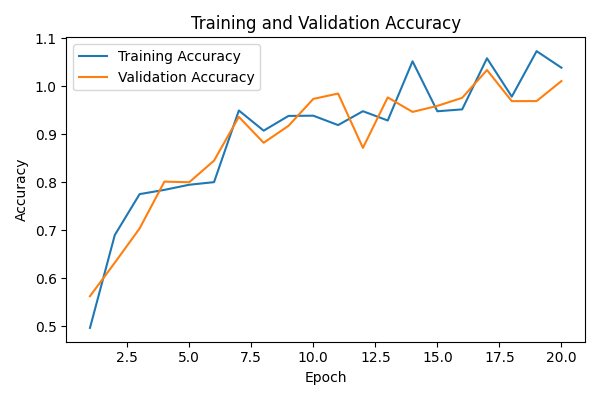 Training and Validation Accuracy
Training Accuracy
Validation Accuracy
Accuracy
1.1
1.0
0.9
0.8
0.7
0.6
0.5
2.5 5.0 7.5 10.0 12.5 15.0 17.5 20.0
Epoch